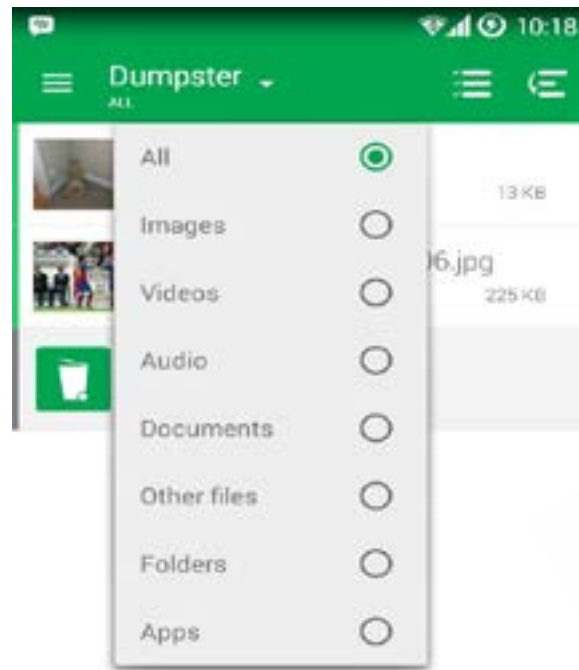 10:18
Dumpster
ALL
All
13 KB
Images
06.jpg
Videos
225 KB
Audio
Documents
Other files
Folders
Apps